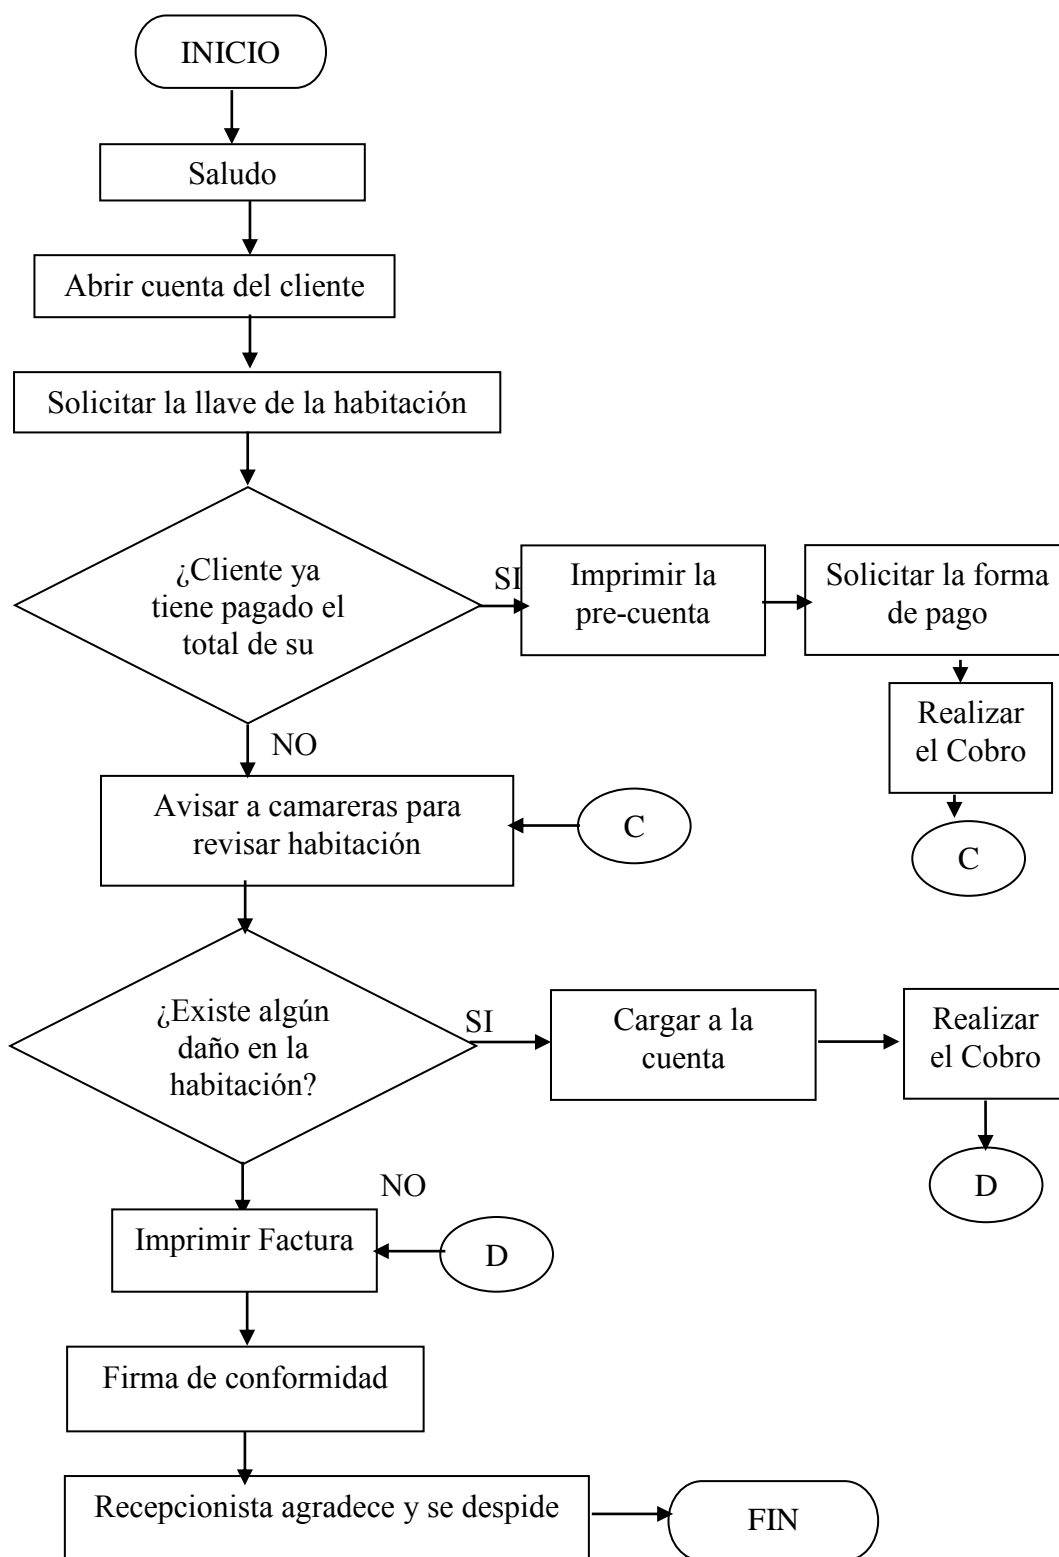 INICIO
Saludo
Abrir cuenta del cliente
Solicitar la llave de la habitación
¿Cliente ya
tiene pagado el
total de su
SI
Imprimir la
pre-cuenta
Solicitar la forma
de pago
Realizar
el Cobro
C
NO
Avisar a camareras para
revisar habitación
C
¿Existe algún
daño en la
habitación?
SI
Cargar a la
cuenta
Realizar
el Cobro
D
NO
Imprimir Factura
D
Firma de conformidad
Recepcionista agradece y se despide
FIN